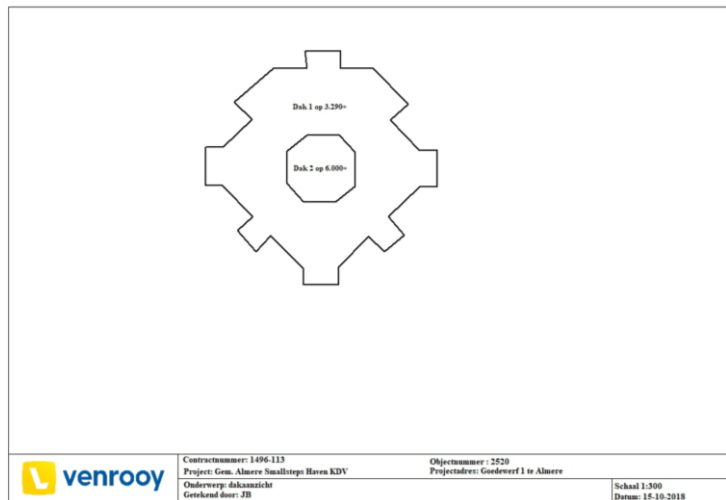 Dak 1 op 3.290+
Dak 2 op 6.000+
venrooy
Contractnummer: 1496-113
Project: Gem. Almere Smallsteps Haven KDV
Objectnummer : 2520
Projectadres: Goedewerf 1 te Almere
Onderwerp: dakaanzicht
Getekend door: JB
Schaal 1:300
Datum: 15-10-2018